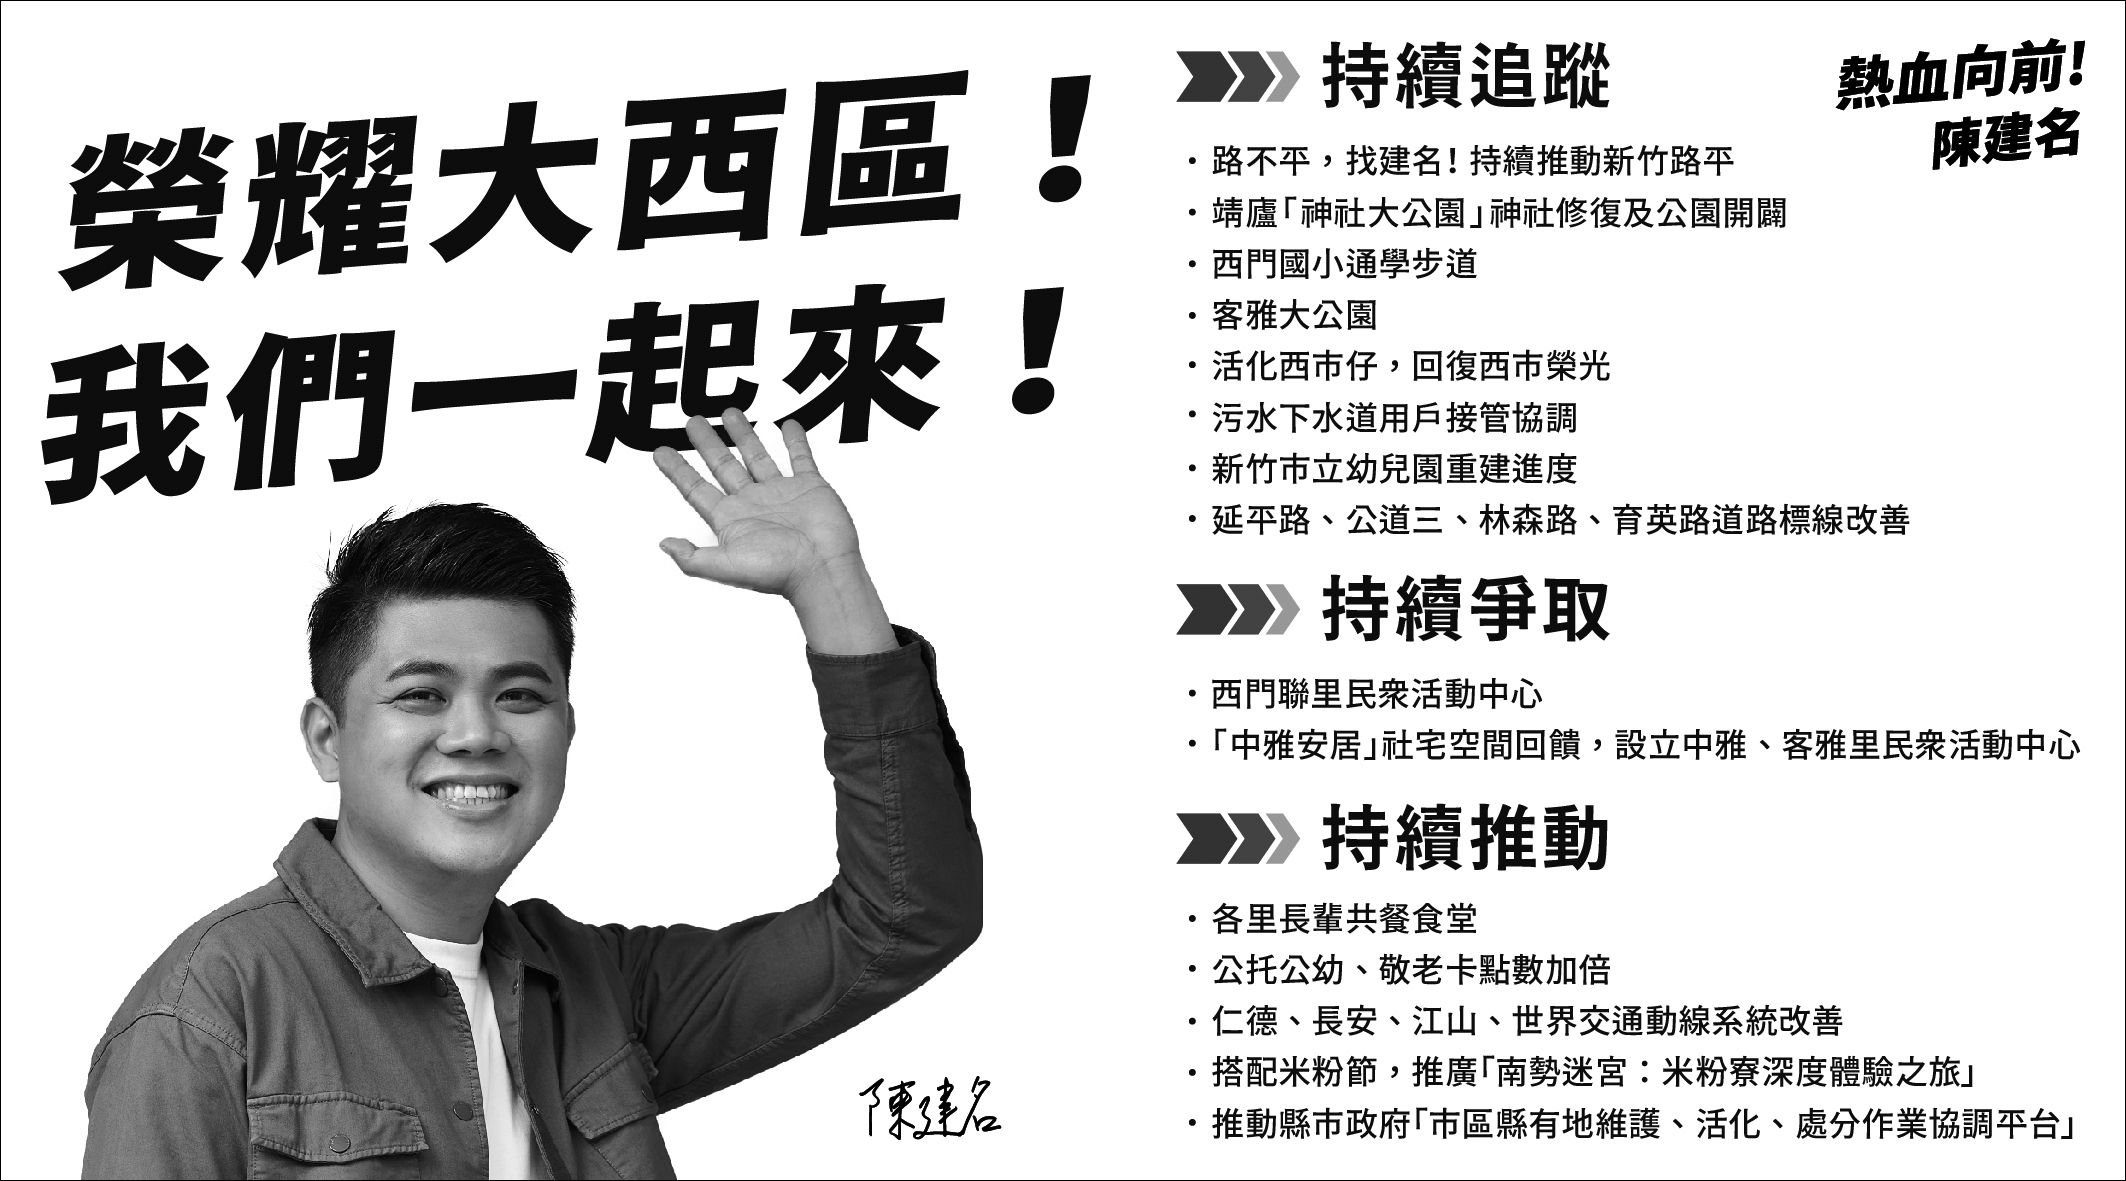 榮耀大西區！
我們一起來！
陳建名
熱血向前！
陳建名
持續追蹤
・路不平，找建名！持續推動新竹路平
・靖廬「神社大公園」神社修復及公園開闢
・西門國小通學步道
・客雅大公園
・活化西市仔，回復西市榮光
・污水下水道用戶接管協調
・新竹市立幼兒園重建進度
・延平路、公道三、林森路、育英路道路標線改善
持續爭取
・西門聯里民眾活動中心
・「中雅安居」社宅空間回饋，設立中雅、客雅里民眾活動中心
持續推動
・各里長輩共餐食堂
・公托公幼、敬老卡點數加倍
・仁德、長安、江山、世界交通動線系統改善
・搭配米粉節，推廣「南勢迷宮：米粉寮深度體驗之旅」
・推動縣市政府「市區縣有地維護、活化、處分作業協調平台」